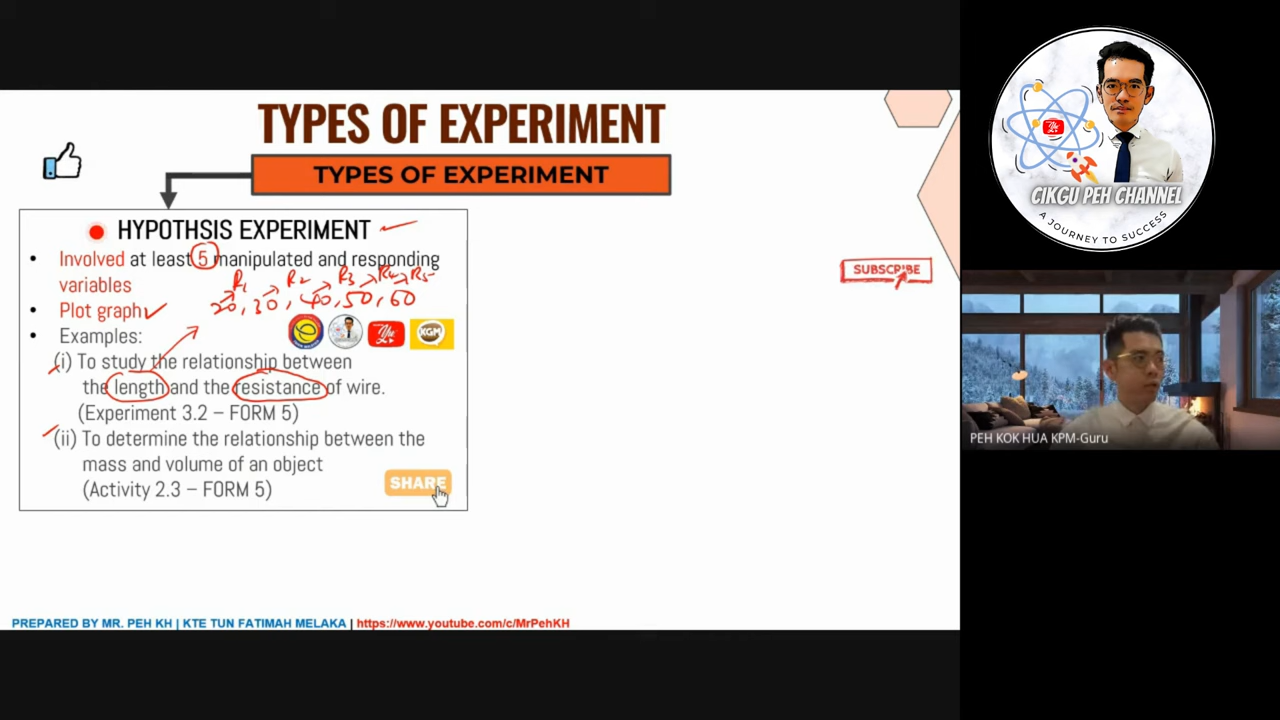 TYPES OF EXPERIMENT
TYPES OF EXPERIMENT
HYPOTHSIS EXPERIMENT
• Involved at least 5 manipulated and responding
variables
R1 R2 R3 R4 R5
20, 30, 40, 50, 60
• Plot graph
• Examples:
KGM
(i) To study the relationship between
the length and the resistance of wire.
(Experiment 3.2 – FORM 5)
(ii) To determine the relationship between the
mass and volume of an object
(Activity 2.3 – FORM 5)
SHARE
SUBSCRIBE
PREPARED BY MR. PEH KH | KTE TUN FATIMAH MELAKA | https://www.youtube.com/c/MrPehKH
CIKGU PEH CHANNEL
A JOURNEY TO SUCCESS
PEH KOK HUA KPM-Guru